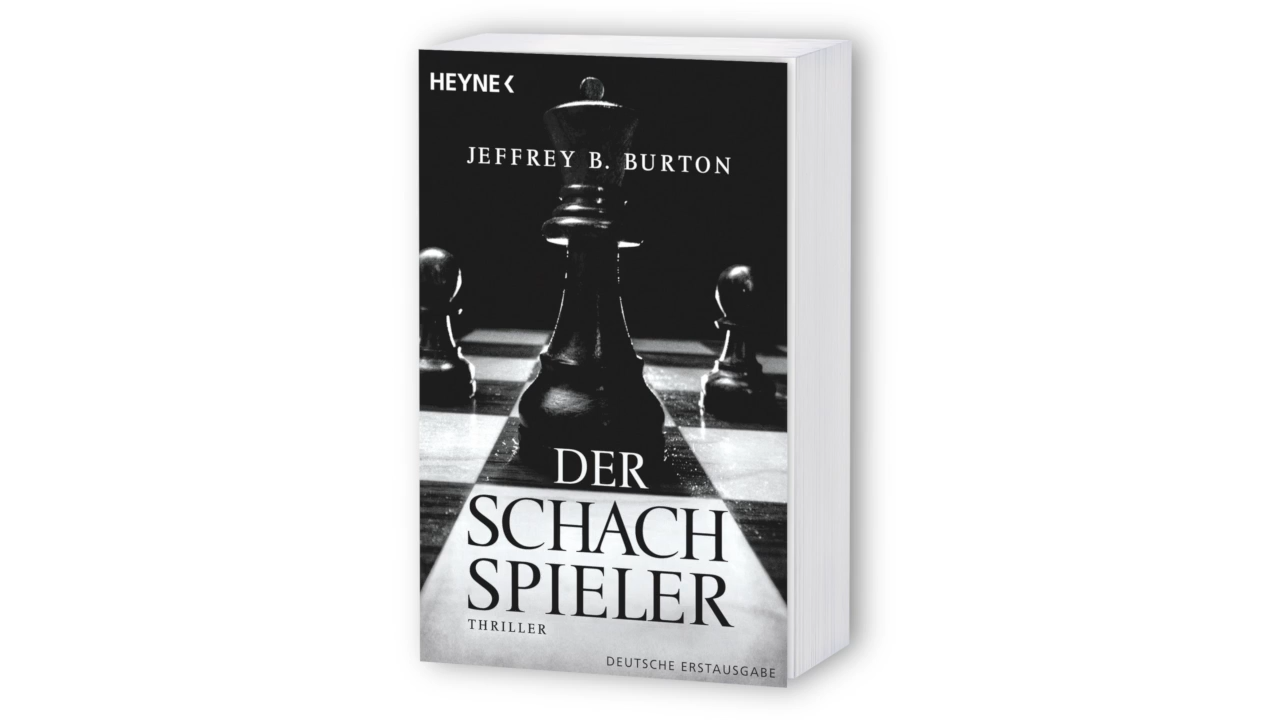 HEYNE
JEFFREY B. BURTON
DER
SCHACH
SPIELER
THRILLER
DEUTSCHE ERSTAUSGABE